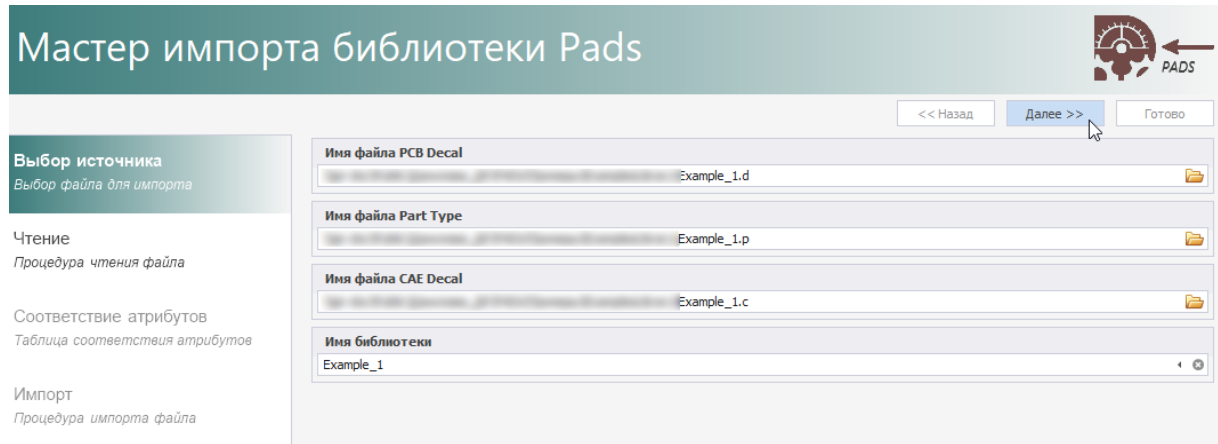 Мастер импорта библиотеки Pads
PADS
<< Назад
Далее >>
Готово
Выбор источника
Выбор файла для импорта
Чтение
Процедура чтения файла
Соответствие атрибутов
Таблица соответствия атрибутов
Импорт
Процедура импорта файла
Имя файла PCB Decal
Example_1.d
Имя файла Part Type
Example_1.p
Имя файла CAE Decal
Example_1.c
Имя библиотеки
Example_1